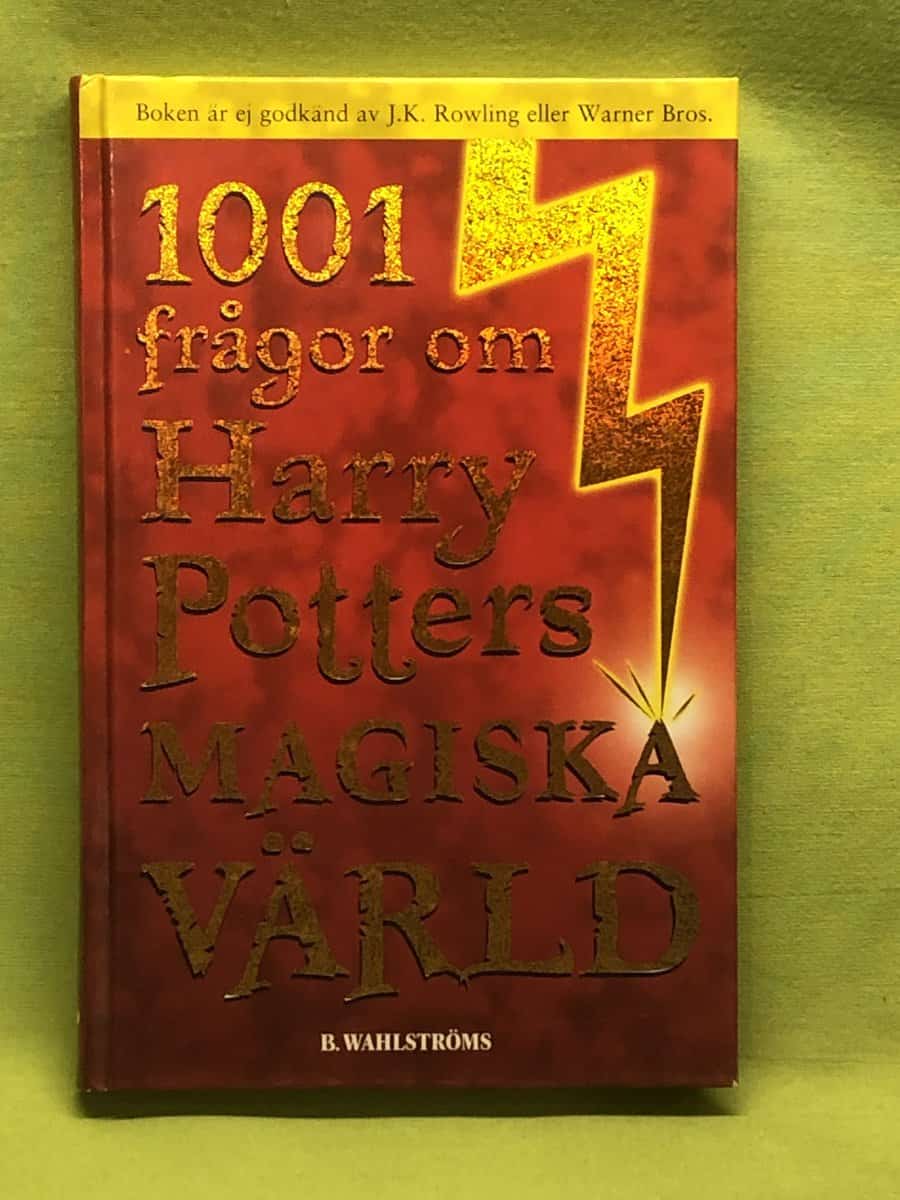 Boken är ej godkänd av J.K. Rowling eller Warner Bros.
1001
frågor om
Harry
Potters
MAGISKA
VÄRLD
B. WAHLSTRÖMS